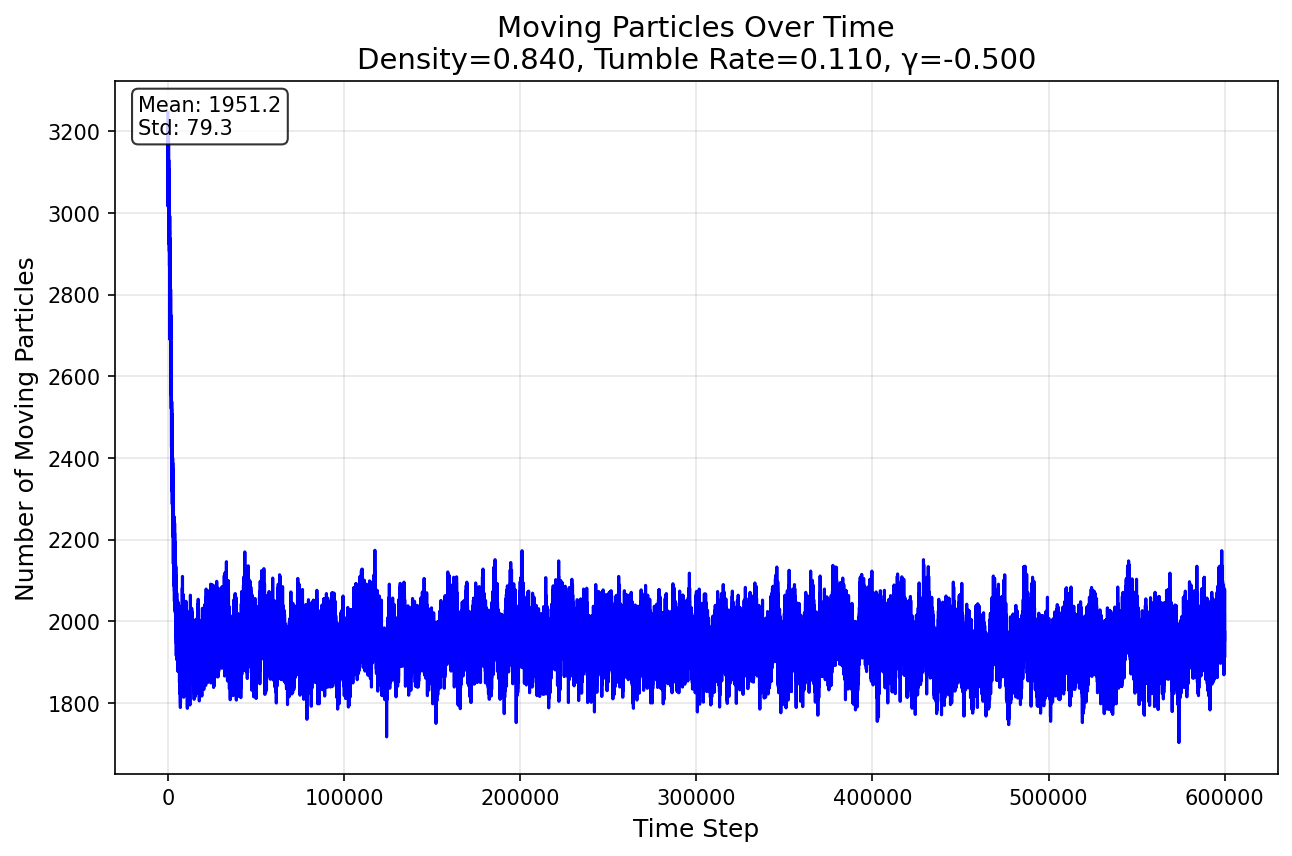 Moving Particles Over Time
Density=0.840, Tumble Rate=0.110, γ=-0.500
Mean: 1951.2
Std: 79.3
Number of Moving Particles
3200
3000
2800
2600
2400
2200
2000
1800
0
100000
200000
300000
400000
500000
600000
Time Step